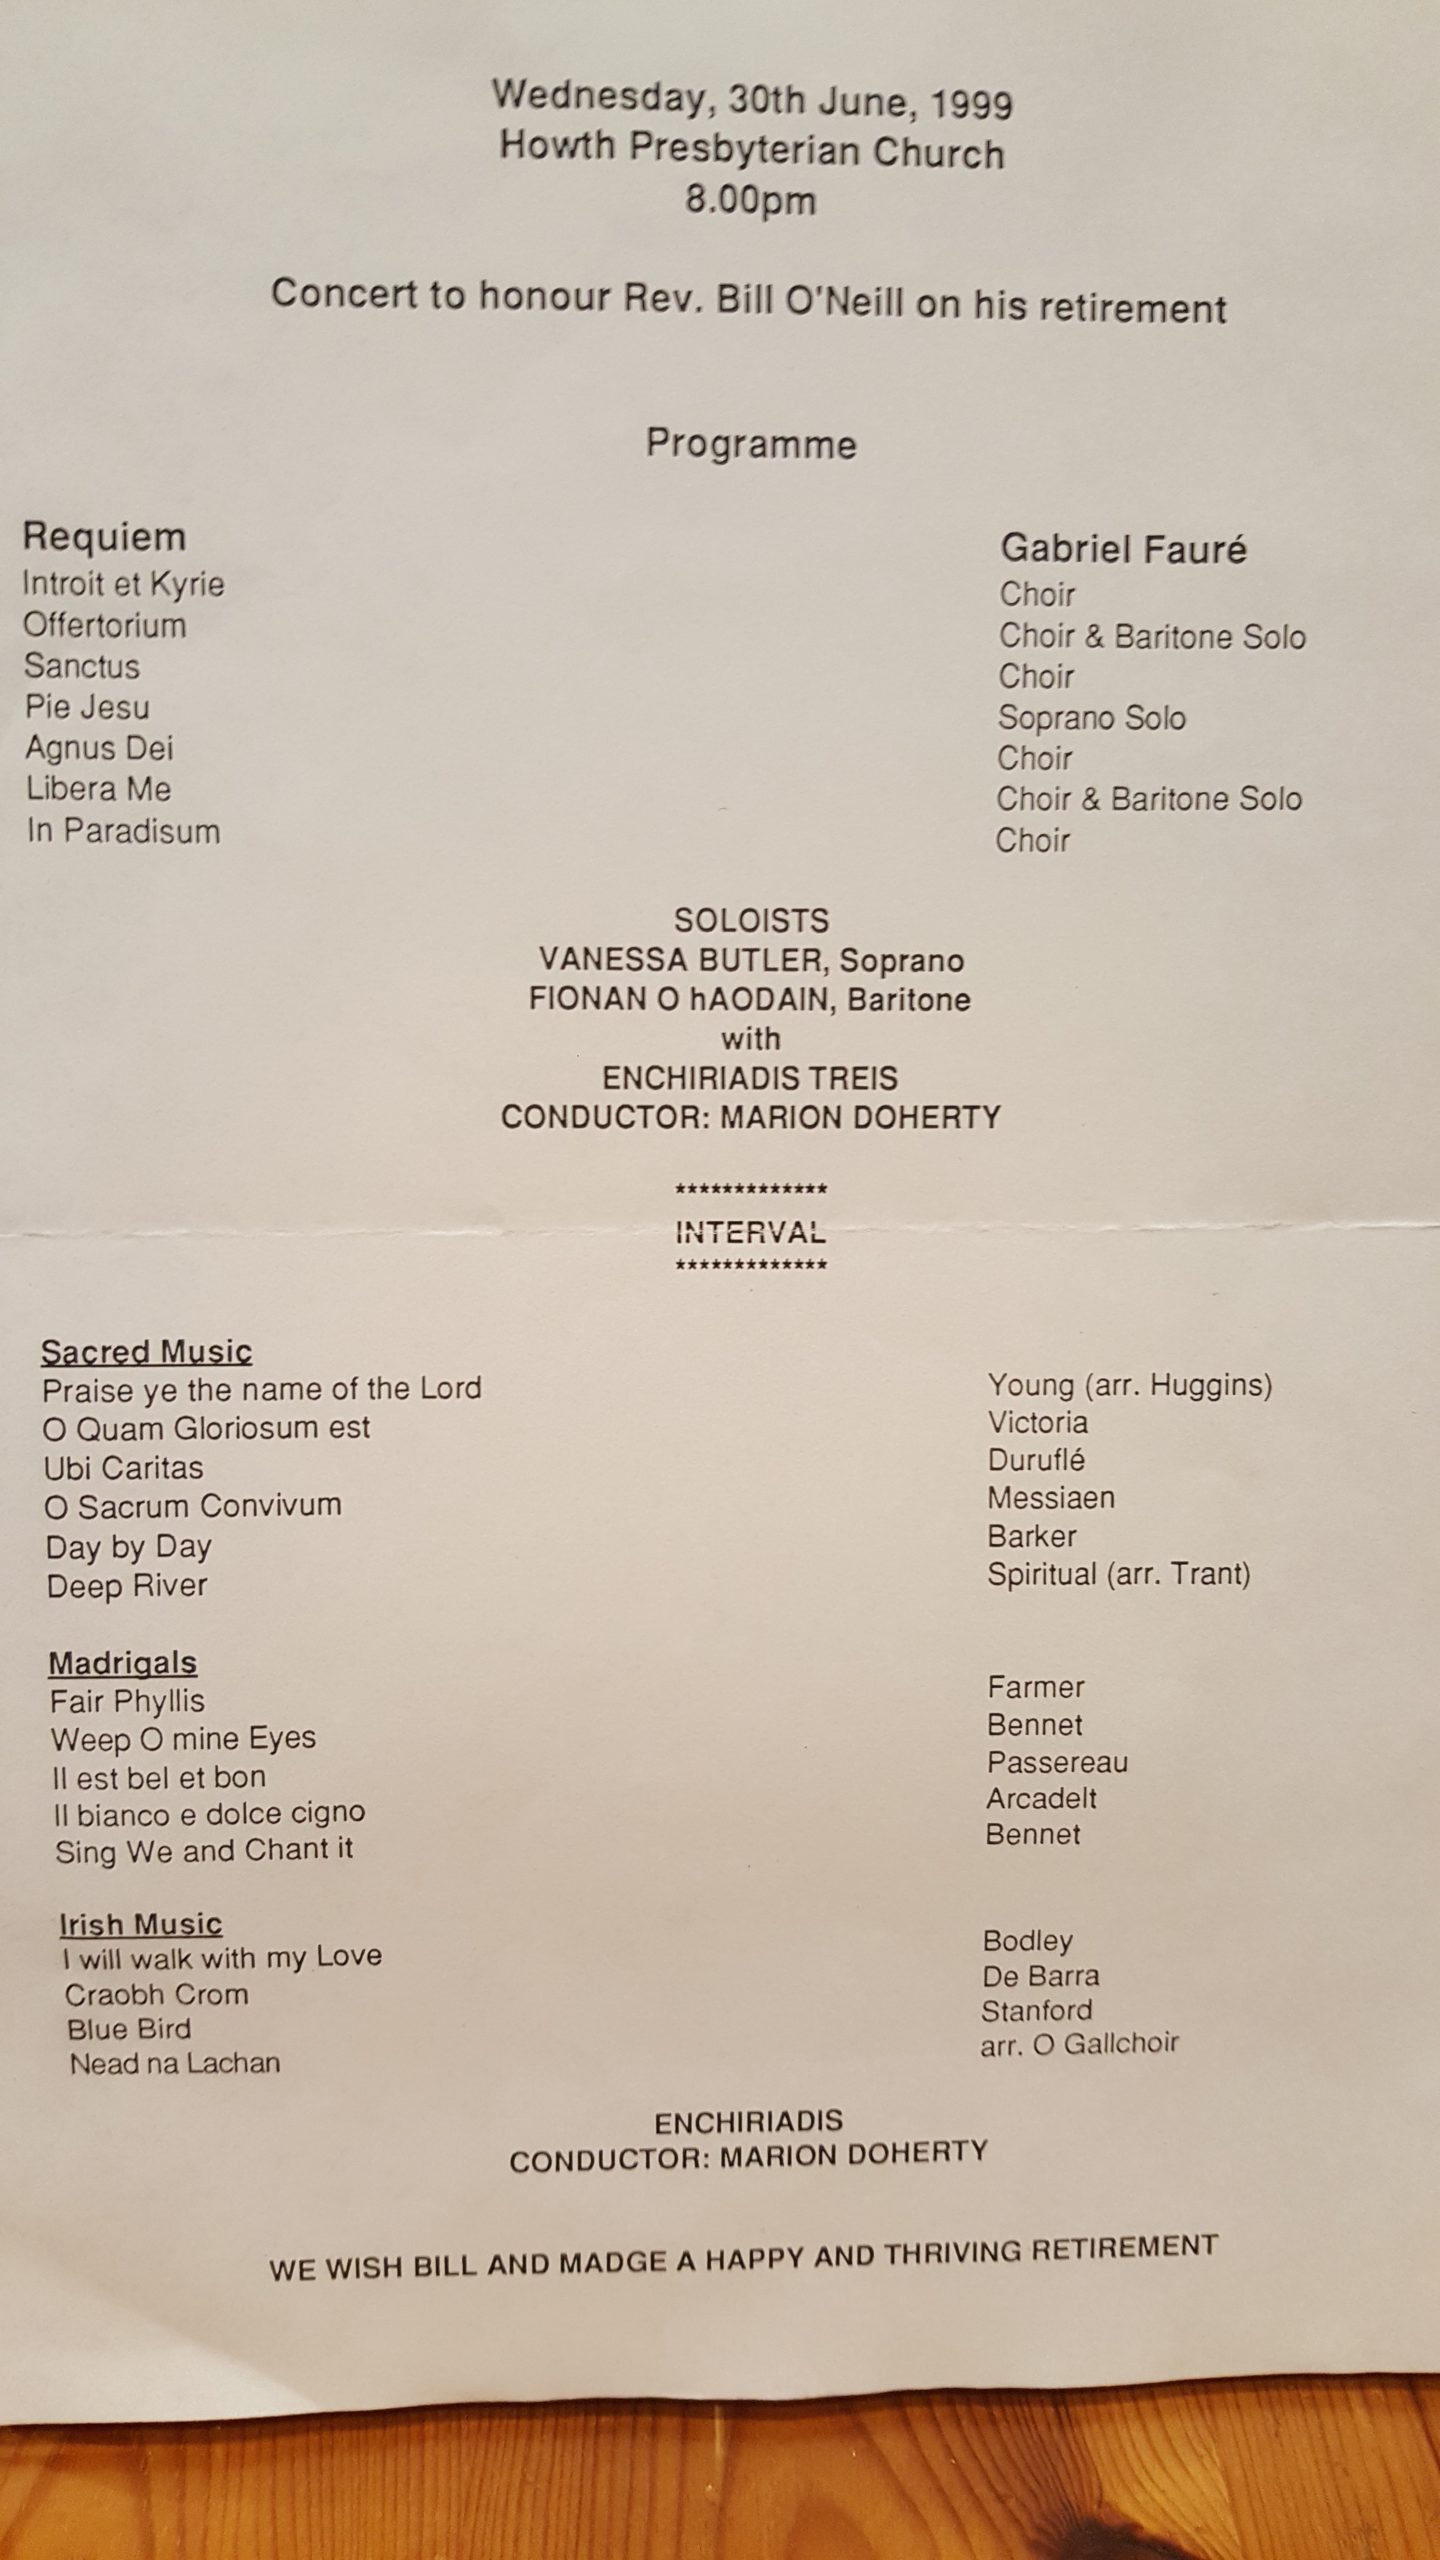 Wednesday, 30th June, 1999
Howth Presbyterian Church
8.00pm
Concert to honour Rev. Bill O'Neill on his retirement
Programme
Requiem Gabriel Fauré
Introit et Kyrie Choir
Offertorium Choir & Baritone Solo
Sanctus Choir
Pie Jesu Soprano Solo
Agnus Dei Choir
Libera Me Choir & Baritone Solo
In Paradisum Choir
SOLOISTS
VANESSA BUTLER, Soprano
FIONAN O hAODAIN, Baritone
with
ENCHIRIADIS TREIS
CONDUCTOR: MARION DOHERTY
*************
INTERVAL
*************
Sacred Music
Praise ye the name of the Lord Young (arr. Huggins)
O Quam Gloriosum est Victoria
Ubi Caritas Duruflé
O Sacrum Convivum Messiaen
Day by Day Barker
Deep River Spiritual (arr. Trant)
Madrigals
Fair Phyllis Farmer
Weep O mine Eyes Bennet
Il est bel et bon Passereau
Il bianco e dolce cigno Arcadelt
Sing We and Chant it Bennet
Irish Music
I will walk with my Love Bodley
Craobh Crom De Barra
Blue Bird Stanford
Nead na Lachan arr. O Gallchoir
ENCHIRIADIS
CONDUCTOR: MARION DOHERTY
WE WISH BILL AND MADGE A HAPPY AND THRIVING RETIREMENT